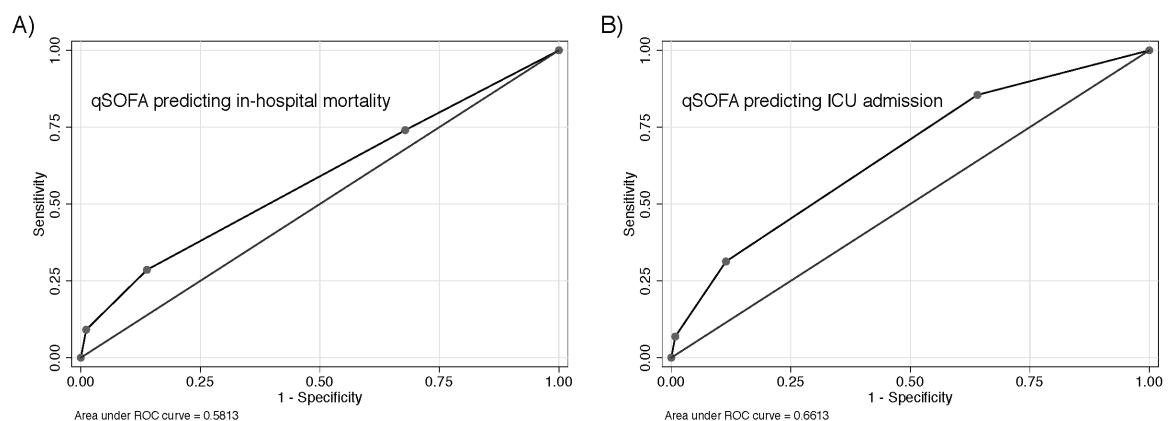 A)
qSOFA predicting in-hospital mortality
Sensitivity
1.00
0.75
0.50
0.25
0.00
0.00 0.25 0.50 0.75 1.00
1 - Specificity
Area under ROC curve = 0.5813
B)
qSOFA predicting ICU admission
Sensitivity
1.00
0.75
0.50
0.25
0.00
0.00 0.25 0.50 0.75 1.00
1 - Specificity
Area under ROC curve = 0.6613